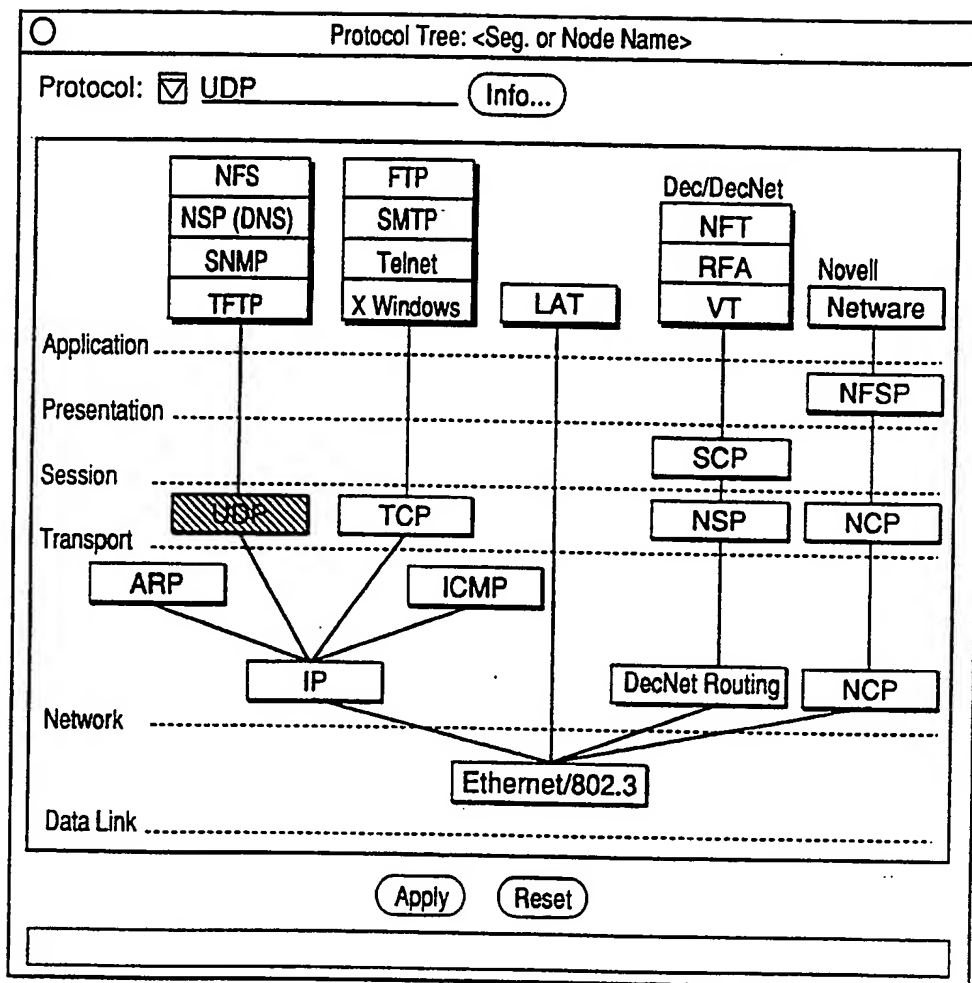 Protocol Tree: <Seg. or Node Name>
Protocol: UDP
Info...
NFS
NSP (DNS)
SNMP
TFTP
FTP
SMTP
Telnet
X Windows
LAT
Dec/DecNet
NFT
RFA
VT
Novell
Netware
Application
NFSP
Presentation
SCP
Session
UDP
TCP
NSP
NCP
Transport
ARP
ICMP
IP
DecNet Routing
NCP
Network
Ethernet/802.3
Data Link
Apply
Reset